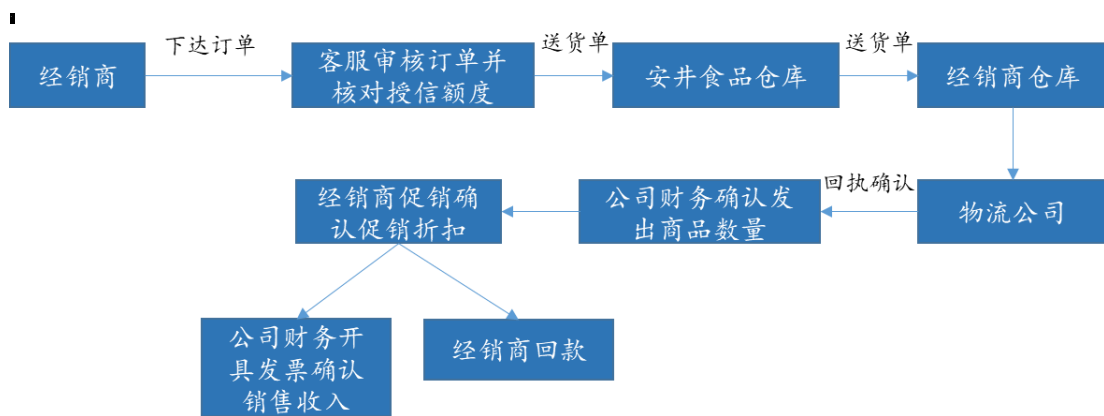 下达订单
送货单
送货单
经销商
客服审核订单并
核对授信额度
安井食品仓库
经销商仓库
回执确认
经销商促销确
认促销折扣
公司财务确认发
出商品数量
物流公司
公司财务开
具发票确认
销售收入
经销商回款